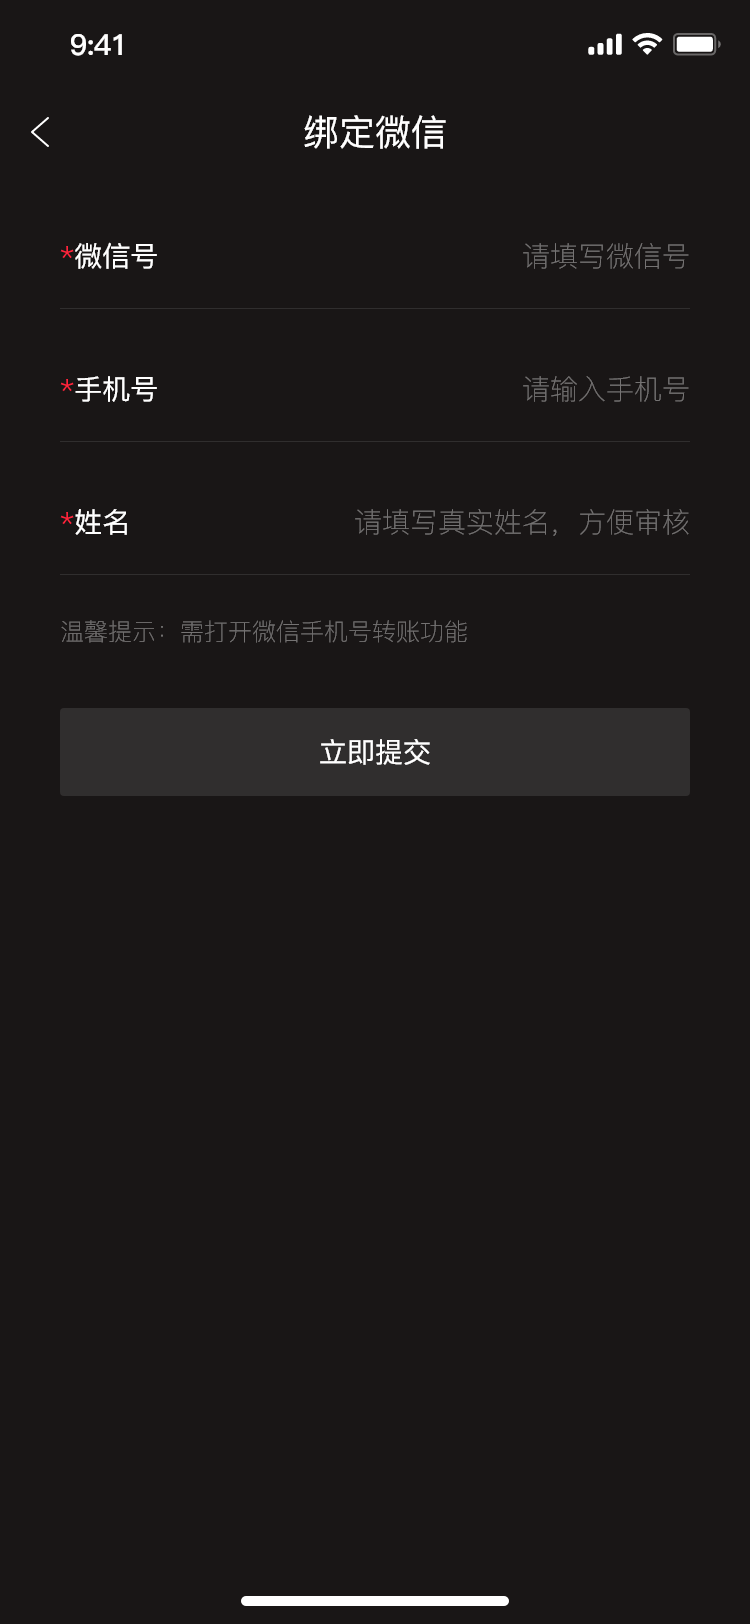 9:41
绑定微信
*微信号 请填写微信号
*手机号 请输入手机号
*姓名 请填写真实姓名，方便审核
温馨提示：需打开微信手机号转账功能
立即提交